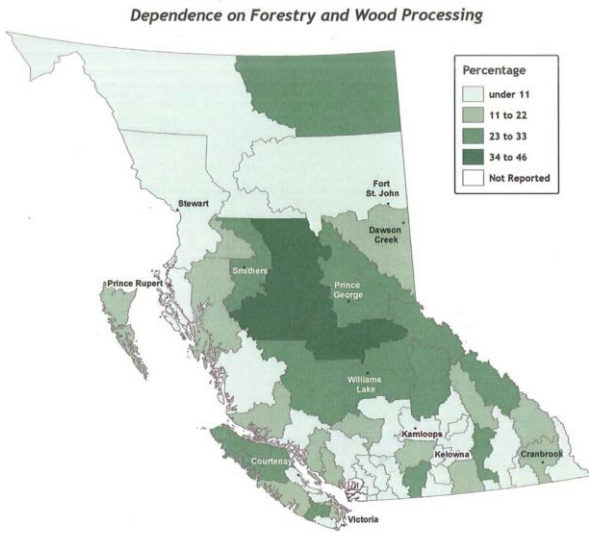 Dependence on Forestry and Wood Processing
Percentage
under 11
11 to 22
23 to 33
34 to 46
Not Reported
Fort
St. John
Stewart
Dawson
Creek
Smithers
Prince Rupert
Prince
George
Williams
Lake
Kamloops
Courtenay
Kelowna
Cranbrook
Victoria